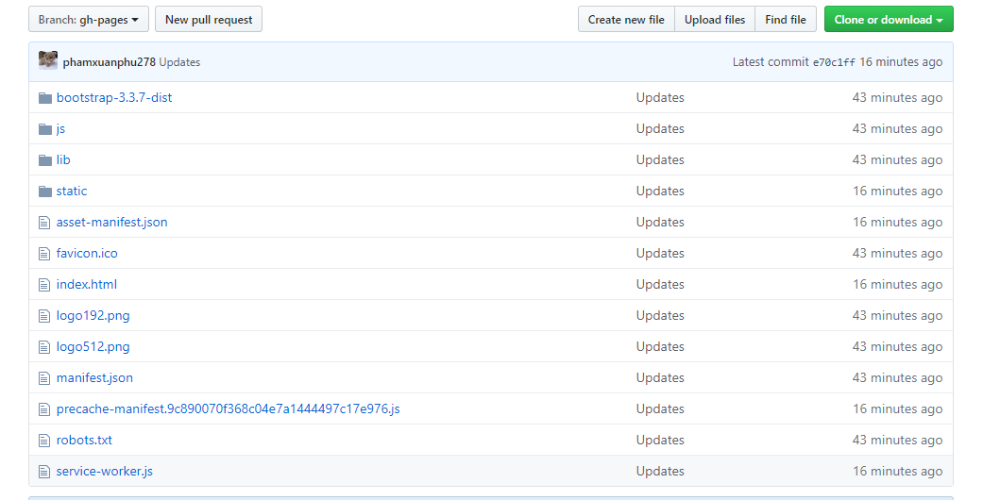 Branch: gh-pages New pull request Create new file Upload files Find file Clone or download
phamxuanphu278 Updates Latest commit e70c1ff 16 minutes ago
bootstrap-3.3.7-dist Updates 43 minutes ago
js Updates 43 minutes ago
lib Updates 43 minutes ago
static Updates 16 minutes ago
asset-manifest.json Updates 16 minutes ago
favicon.ico Updates 43 minutes ago
index.html Updates 16 minutes ago
logo192.png Updates 43 minutes ago
logo512.png Updates 43 minutes ago
manifest.json Updates 43 minutes ago
precache-manifest.9c890070f368c04e7a1444497c17e976.js Updates 16 minutes ago
robots.txt Updates 43 minutes ago
service-worker.js Updates 16 minutes ago